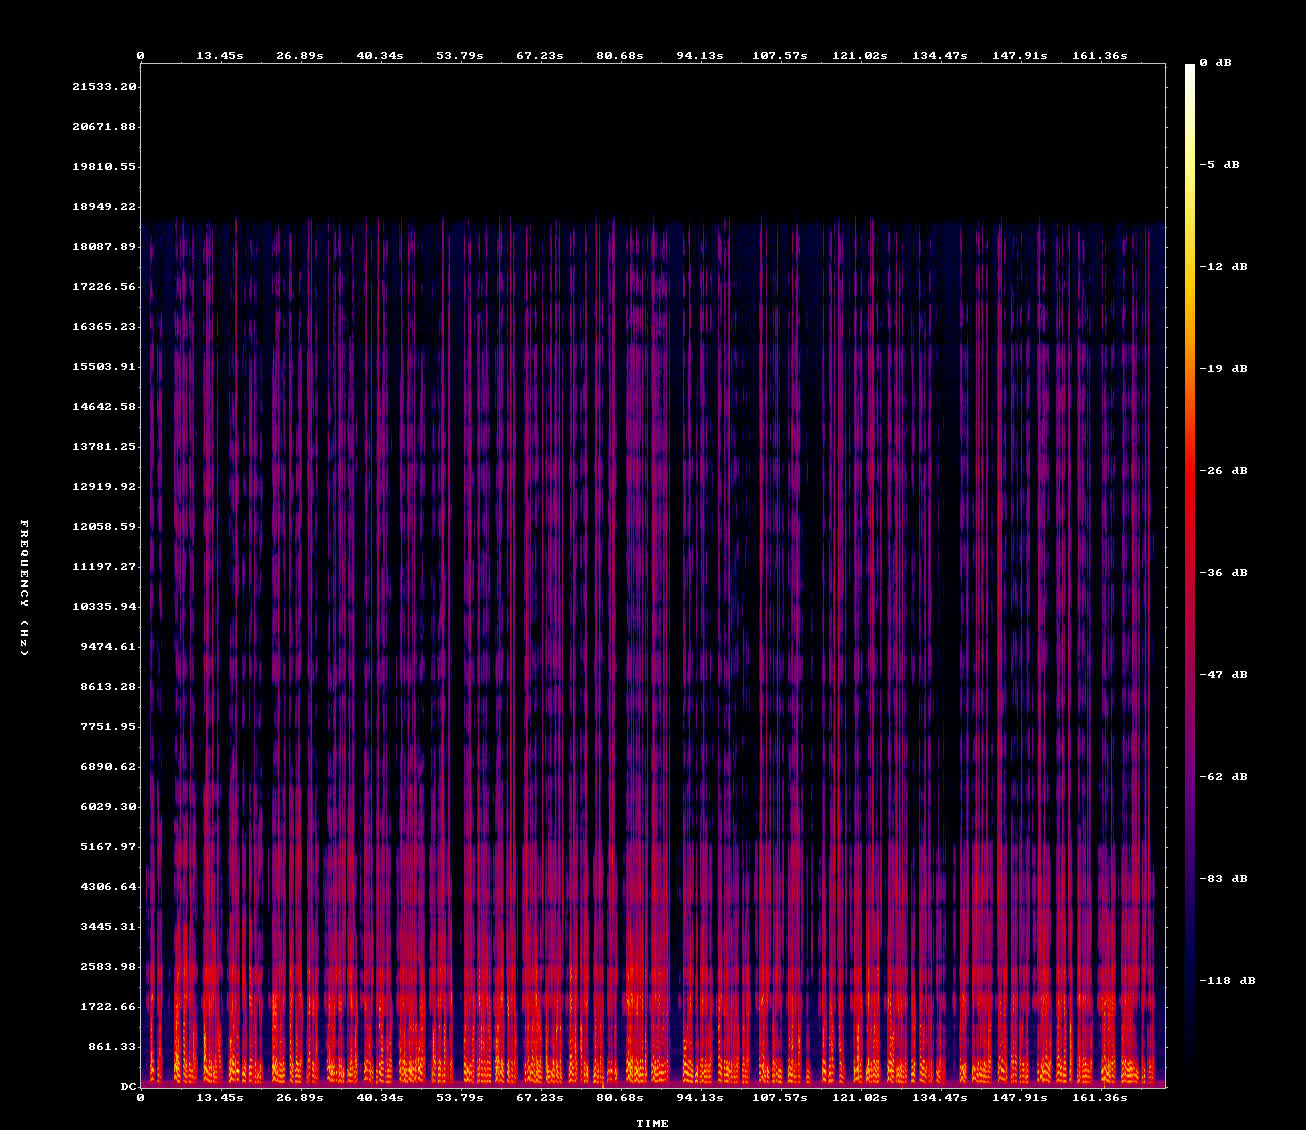 0 13.45s 26.89s 40.34s 53.79s 67.23s 80.68s 94.13s 107.57s 121.02s 134.47s 147.91s 161.36s
0 dB
21533.20
20671.88
-5 dB
19810.55
18949.22
18087.89
-12 dB
17226.56
16365.23
15503.91
-19 dB
14642.58
13781.25
-26 dB
12919.92
12058.59
11197.27
-36 dB
10335.94
9474.61
-47 dB
8613.28
7751.95
6890.62
-62 dB
6029.30
5167.97
-83 dB
4306.64
3445.31
2583.98
-118 dB
1722.66
861.33
DC
FREQUENCY (Hz)
0 13.45s 26.89s 40.34s 53.79s 67.23s 80.68s 94.13s 107.57s 121.02s 134.47s 147.91s 161.36s
TIME